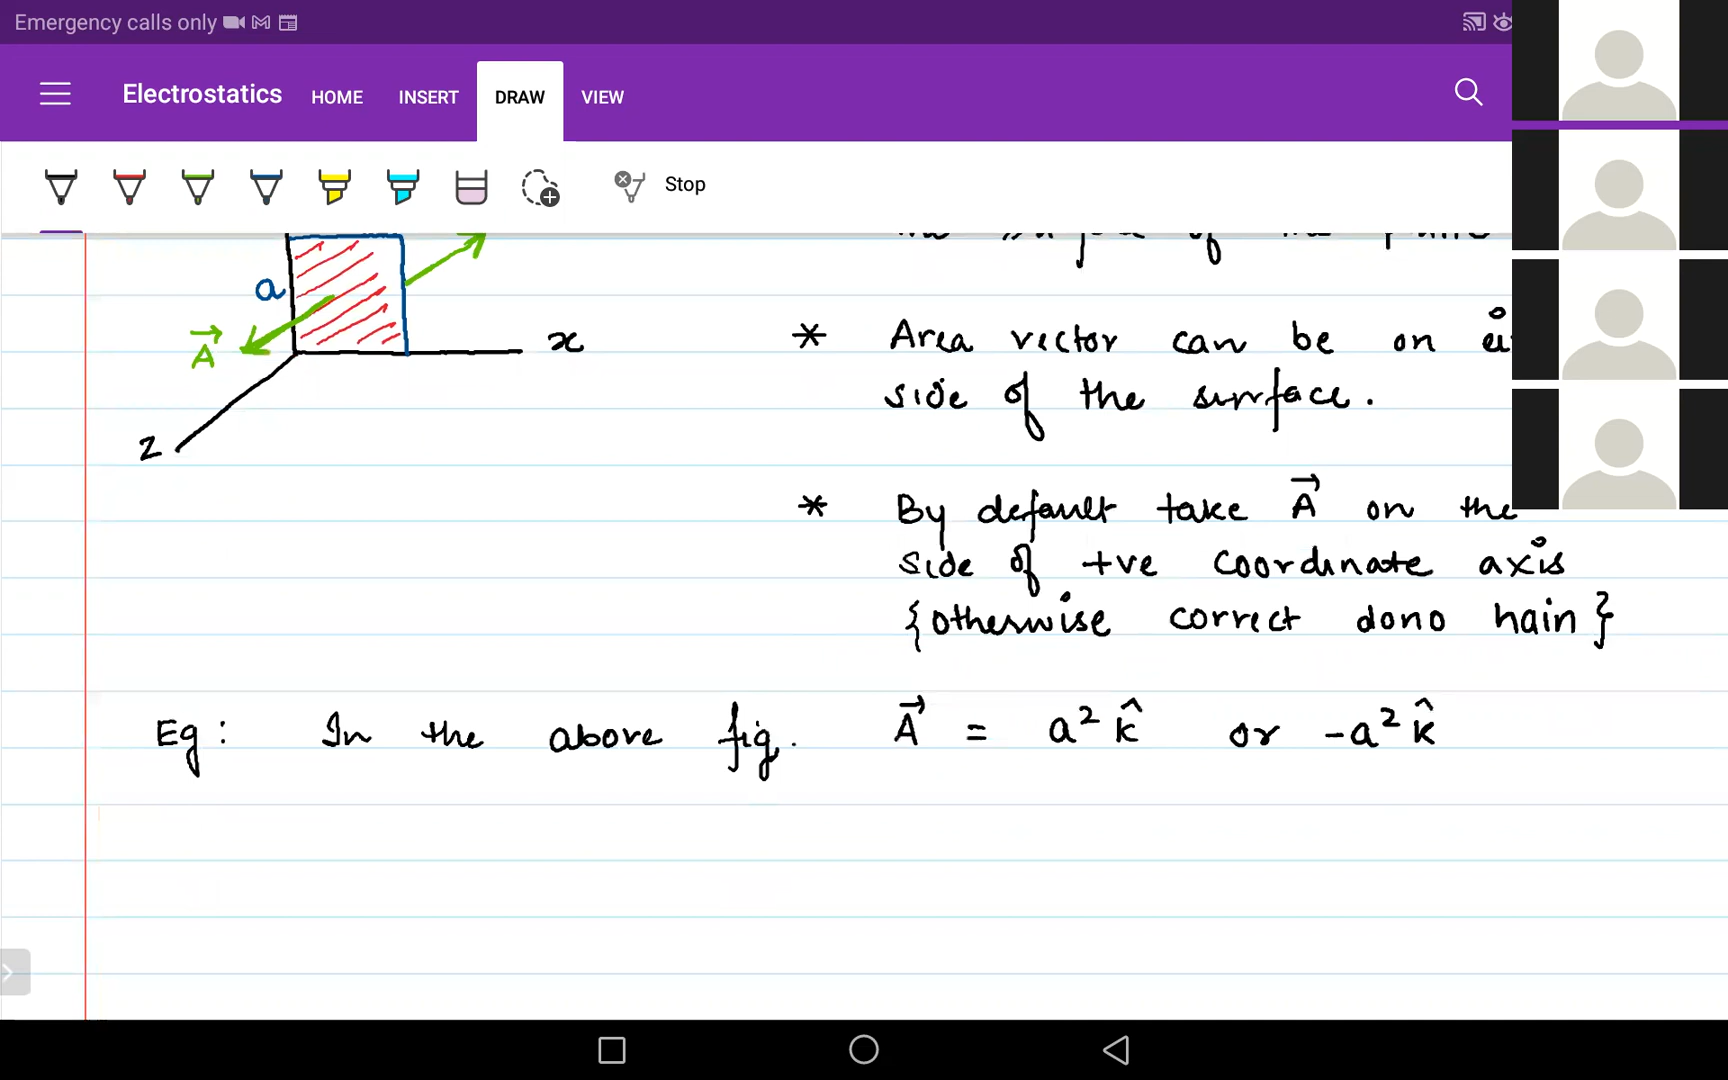 Emergency calls only
Electrostatics HOME INSERT DRAW VIEW
Stop
of
a
A⃗
x
z
* Area vector can be on
side of the surface.
* By default take A⃗ on the
side of +ve coordinate axis
{otherwise correct dono hain}
Eg: In the above fig. A⃗ = a² k̂ or -a² k̂